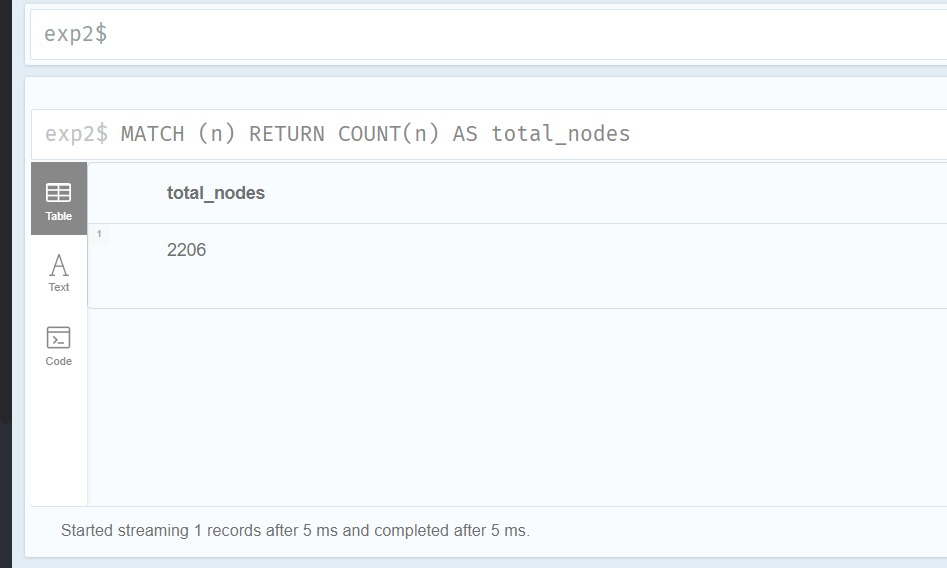 exp2$
exp2$ MATCH (n) RETURN COUNT(n) AS total_nodes
Table
total_nodes
1
2206
Text
Code
Started streaming 1 records after 5 ms and completed after 5 ms.